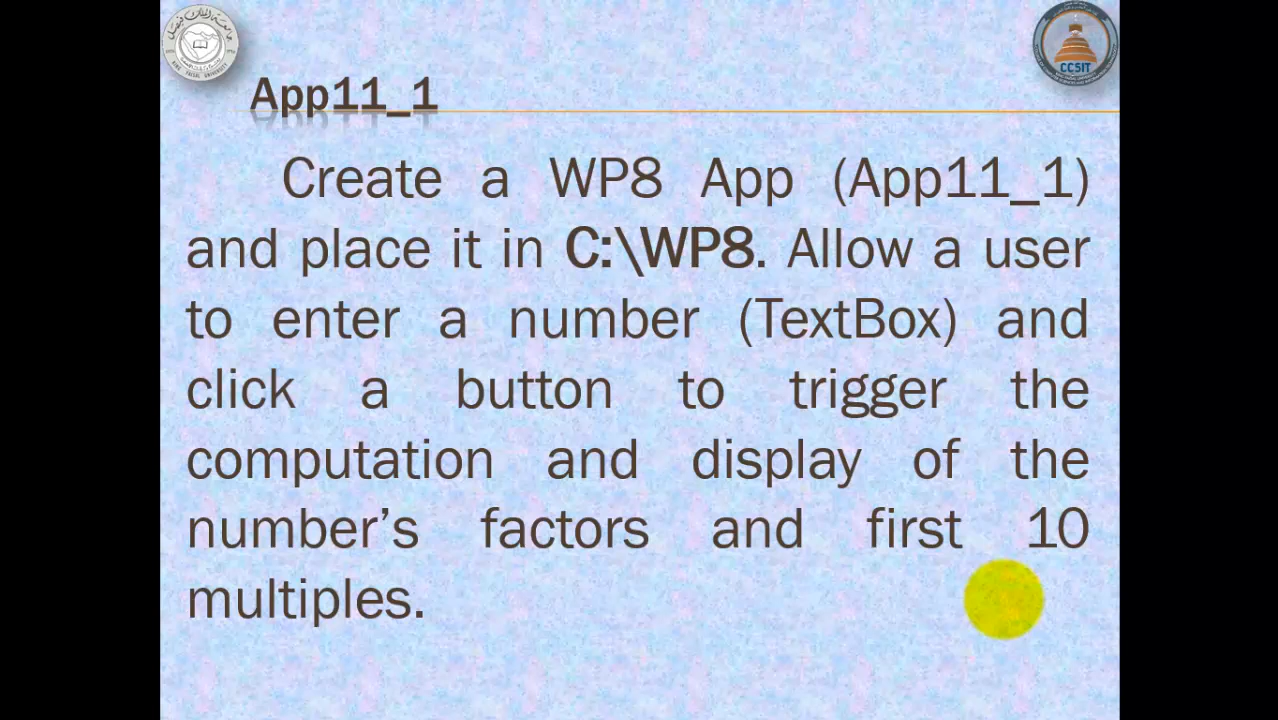 App11_1
Create a WP8 App (App11_1)
and place it in C:\WP8. Allow a user
to enter a number (TextBox) and
click a button to trigger the
computation and display of the
number’s factors and first 10
multiples.
CCSIT